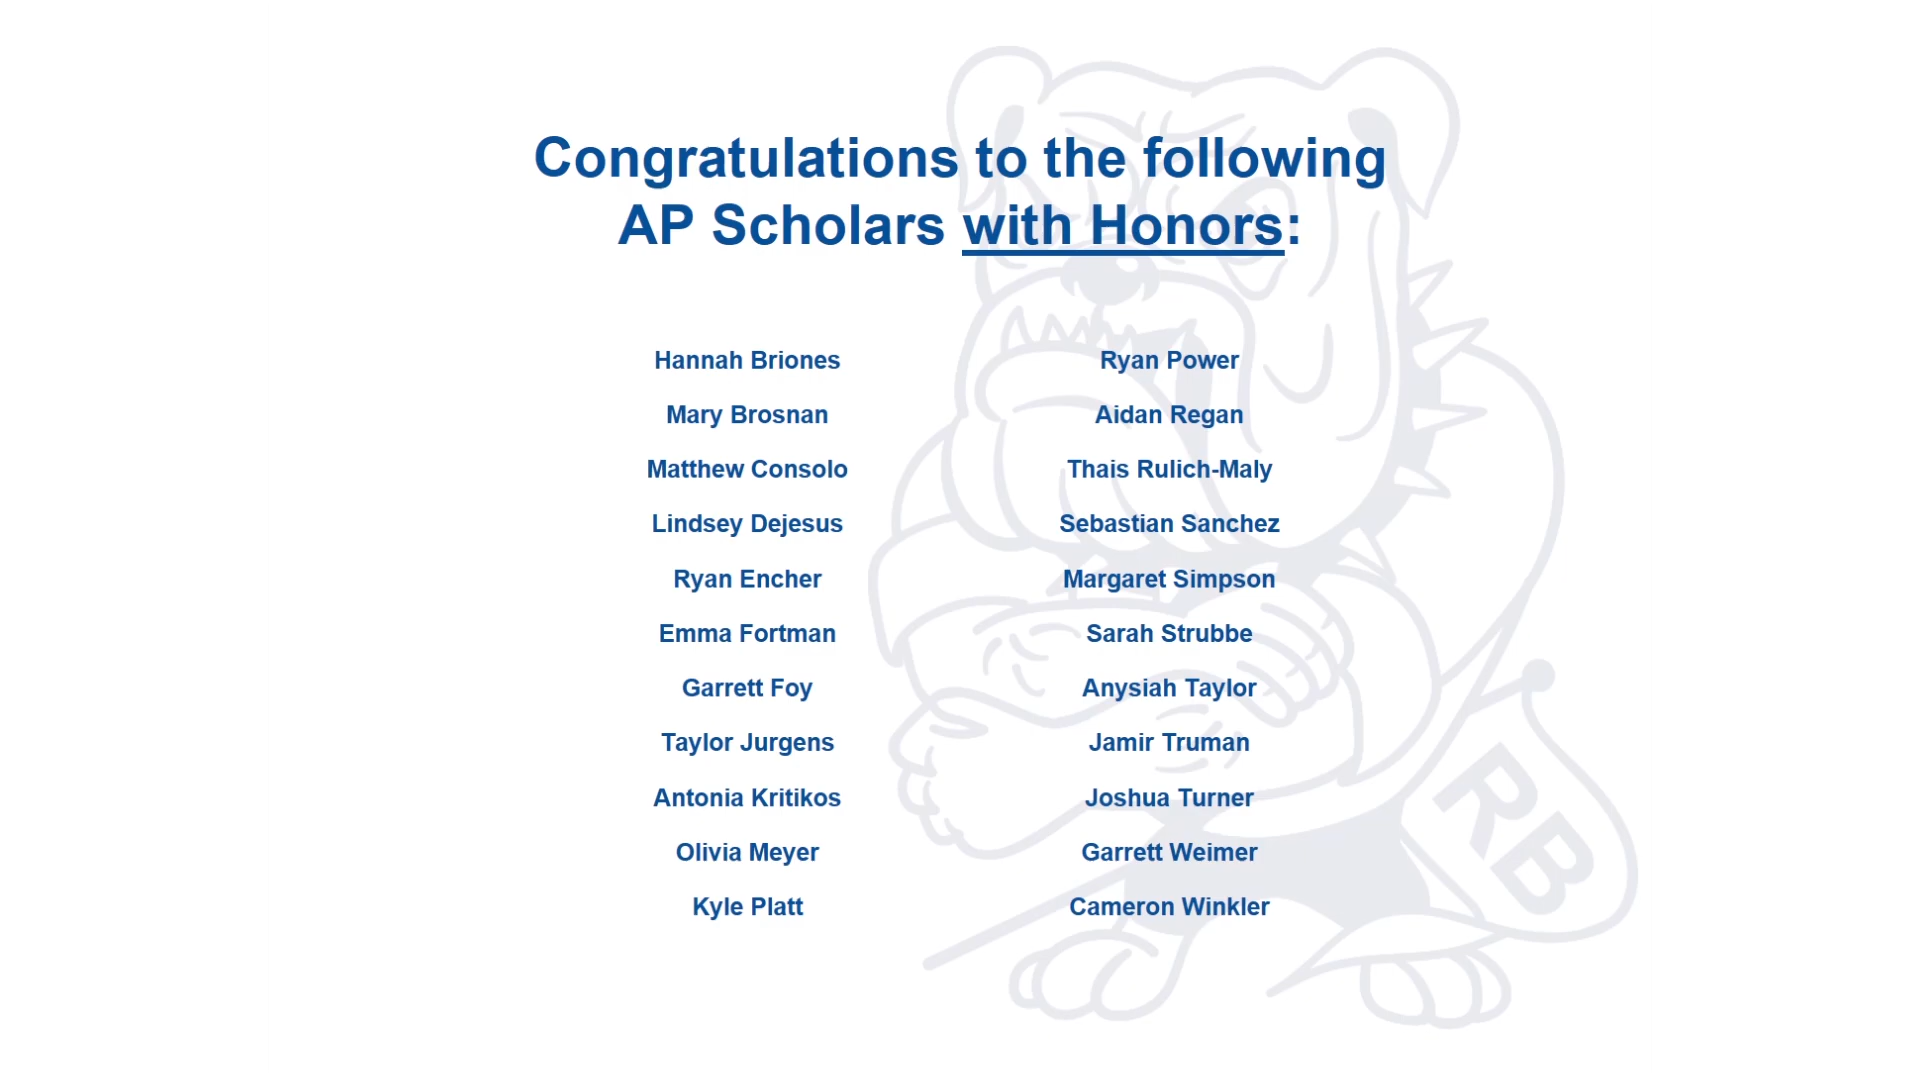 Congratulations to the following
AP Scholars with Honors:
Hannah Briones
Mary Brosnan
Matthew Consolo
Lindsey Dejesus
Ryan Encher
Emma Fortman
Garrett Foy
Taylor Jurgens
Antonia Kritikos
Olivia Meyer
Kyle Platt
Ryan Power
Aidan Regan
Thais Rulich-Maly
Sebastian Sanchez
Margaret Simpson
Sarah Strubbe
Anysiah Taylor
Jamir Truman
Joshua Turner
Garrett Weimer
Cameron Winkler
RB